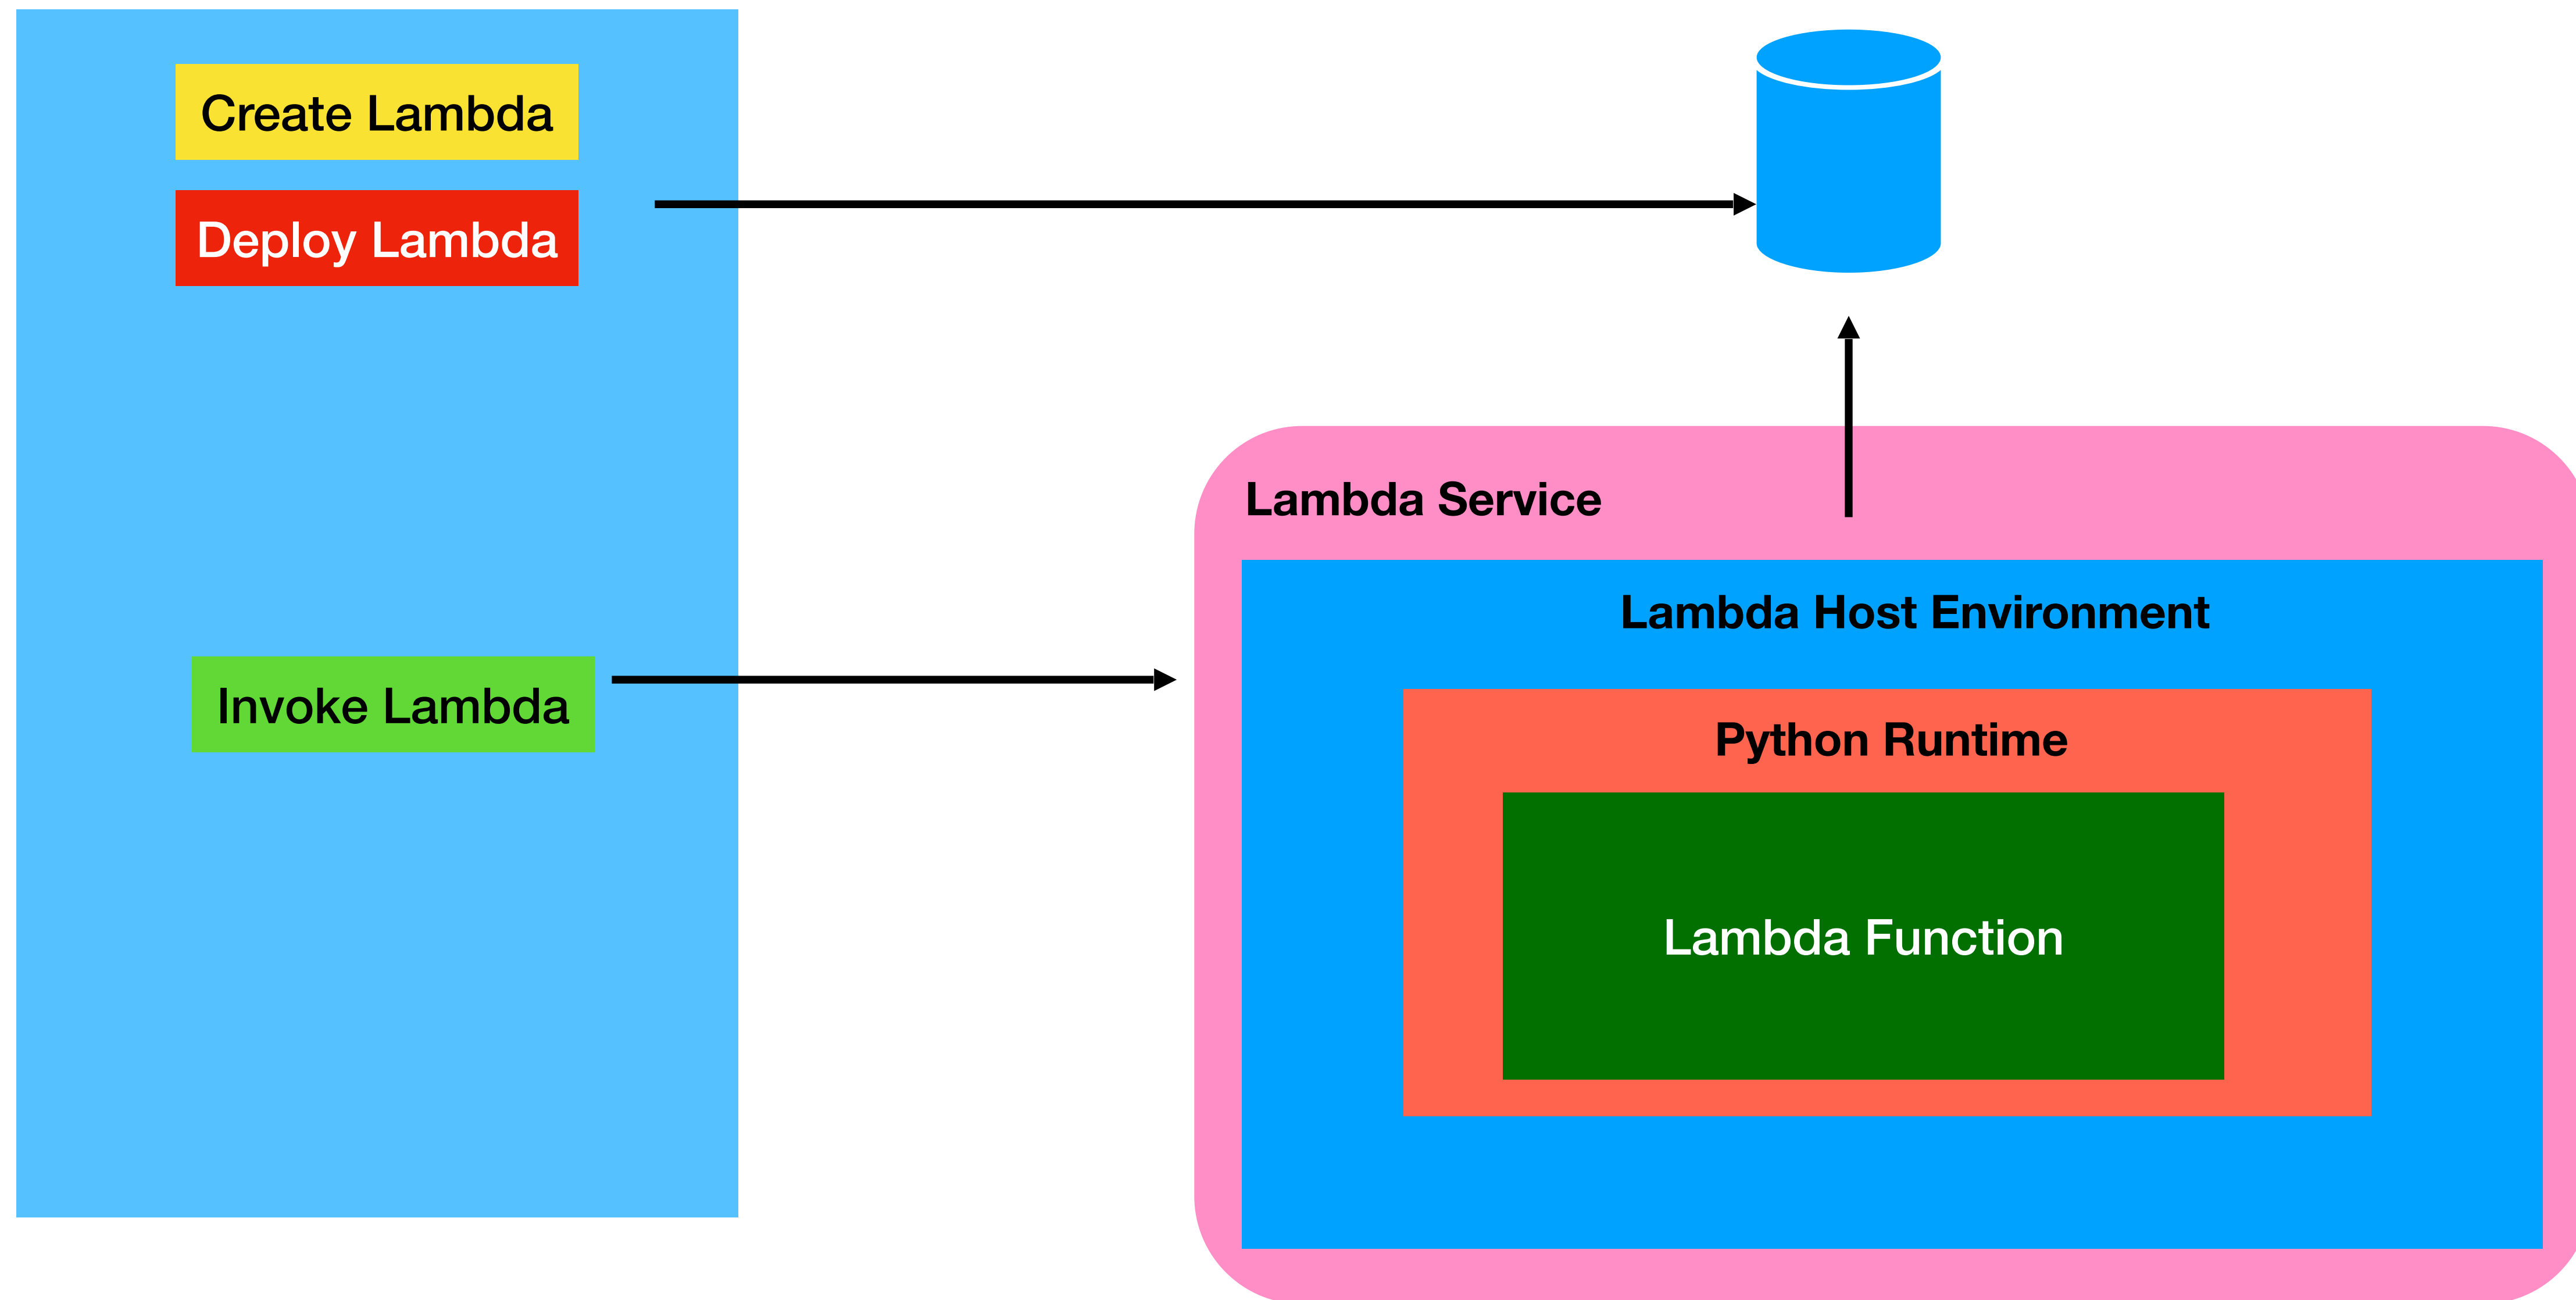 Create Lambda
Deploy Lambda
Invoke Lambda
Lambda Service
Lambda Host Environment
Python Runtime
Lambda Function